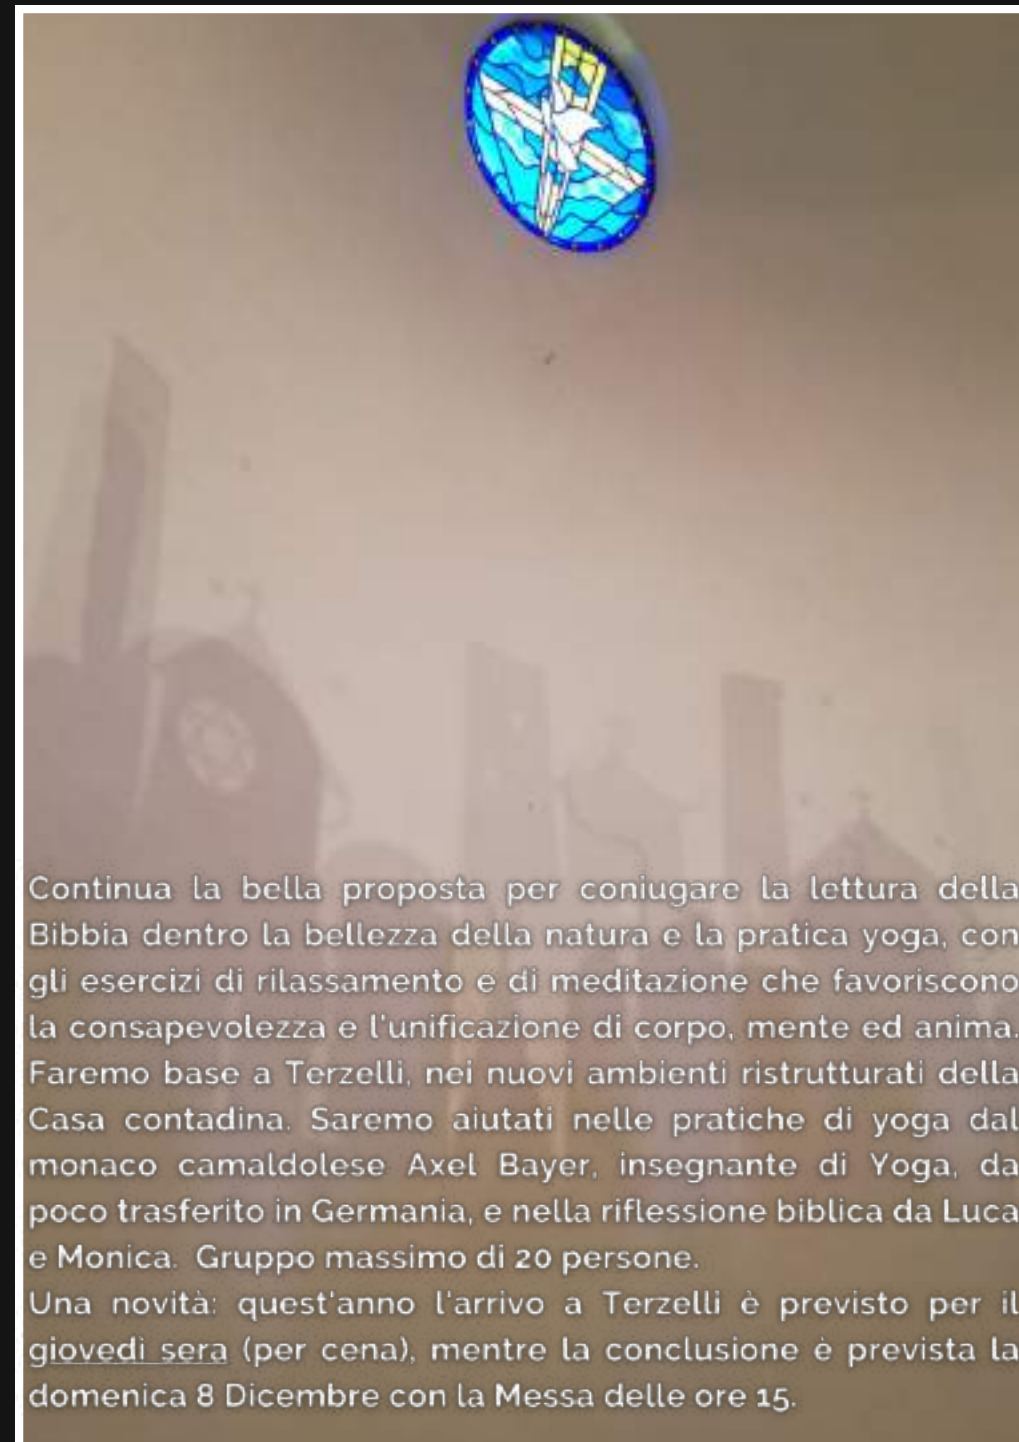 Continua la bella proposta per coniugare la lettura della
Bibbia dentro la bellezza della natura e la pratica yoga, con
gli esercizi di rilassamento e di meditazione che favoriscono
la consapevolezza e l'unificazione di corpo, mente ed anima.
Faremo base a Terzelli, nei nuovi ambienti ristrutturati della
Casa contadina. Saremo aiutati nelle pratiche di yoga dal
monaco camaldolese Axel Bayer, insegnante di Yoga, da
poco trasferito in Germania, e nella riflessione biblica da Luca
e Monica. Gruppo massimo di 20 persone.
Una novità: quest'anno l'arrivo a Terzelli è previsto per il
giovedì sera (per cena), mentre la conclusione è prevista la
domenica 8 Dicembre con la Messa delle ore 15.